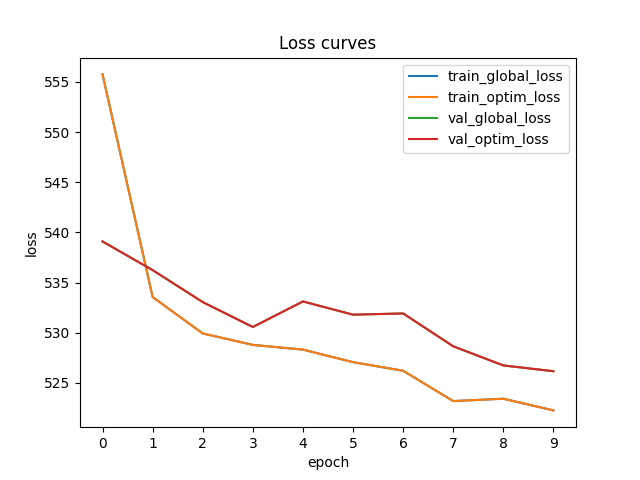 Loss curves
train_global_loss
train_optim_loss
val_global_loss
val_optim_loss
555
550
545
540
535
530
525
loss
0 1 2 3 4 5 6 7 8 9
epoch